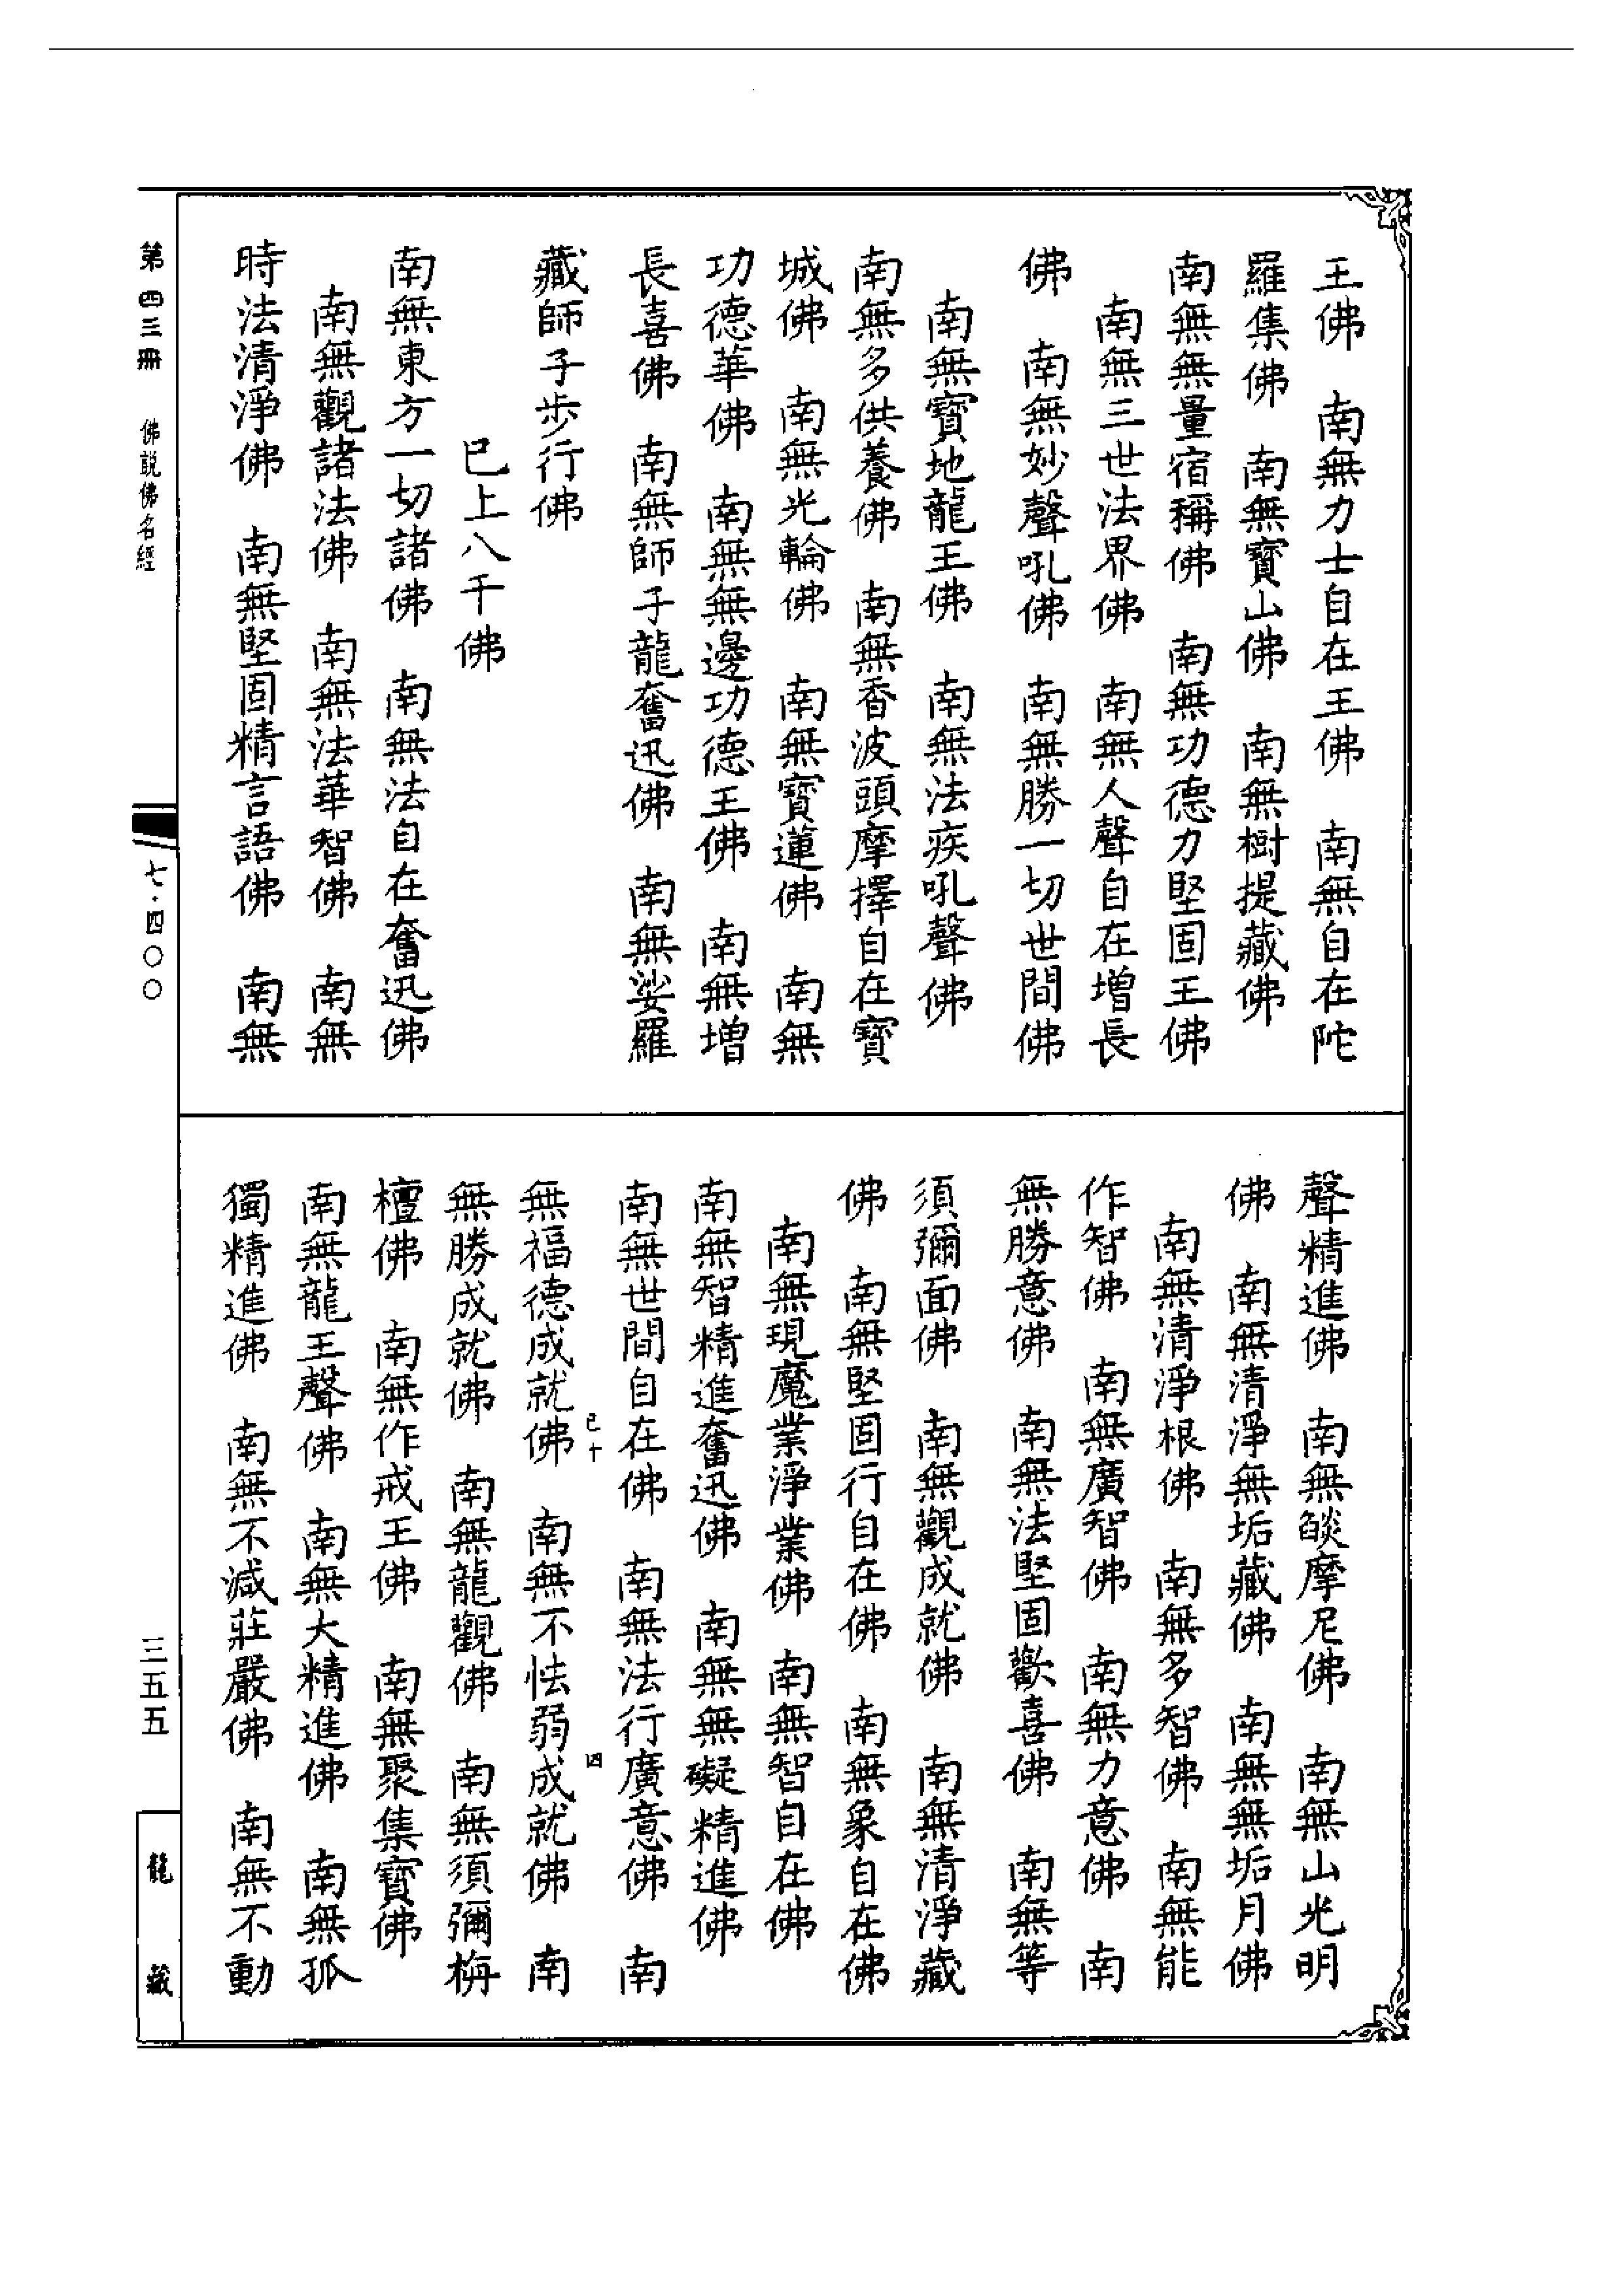 王佛　南無力士自在王佛　南無自在陀
羅集佛　南無寶山佛　南無樹提藏佛
南無無量宿稱佛　南無功德力堅固王佛
南無三世法界佛　南無人聲自在增長
佛　南無妙聲吼佛　南無勝一切世間佛
南無寶地龍王佛　南無法疾吼聲佛
南無多供養佛　南無香波頭摩擇自在寶
城佛　南無光輪佛　南無寶蓮佛　南無
功德華佛　南無無邊功德王佛　南無增
長喜佛　南無師子龍奮迅佛　南無娑羅
藏師子步行佛
已上八千佛
南無東方一切諸佛　南無法自在奮迅佛
南無觀諸法佛　南無法華智佛　南無
時法清淨佛　南無堅固精言語佛　南無
聲精進佛　南無燄摩尼佛　南無山光明
佛　南無清淨無垢藏佛　南無無垢月佛
南無清淨根佛　南無多智佛　南無能
作智佛　南無廣智佛　南無力意佛　南
無勝意佛　南無法堅固歡喜佛　南無等
須彌面佛　南無觀成就佛　南無清淨藏
佛　南無堅固行自在佛　南無象自在佛
南無現魔業淨業佛　南無智自在佛
南無智精進奮迅佛　南無無礙精進佛
南無世間自在佛　南無法行廣意佛　南
已十　四
無福德成就佛　南無不怯弱成就佛　南
無勝成就佛　南無龍觀佛　南無須彌栴
檀佛　南無作戒王佛　南無聚集寶佛
南無龍王聲佛　南無大精進佛　南無孤
獨精進佛　南無不減莊嚴佛　南無不動
第四三冊　佛説佛名經
七·四〇〇
三五五
龍藏